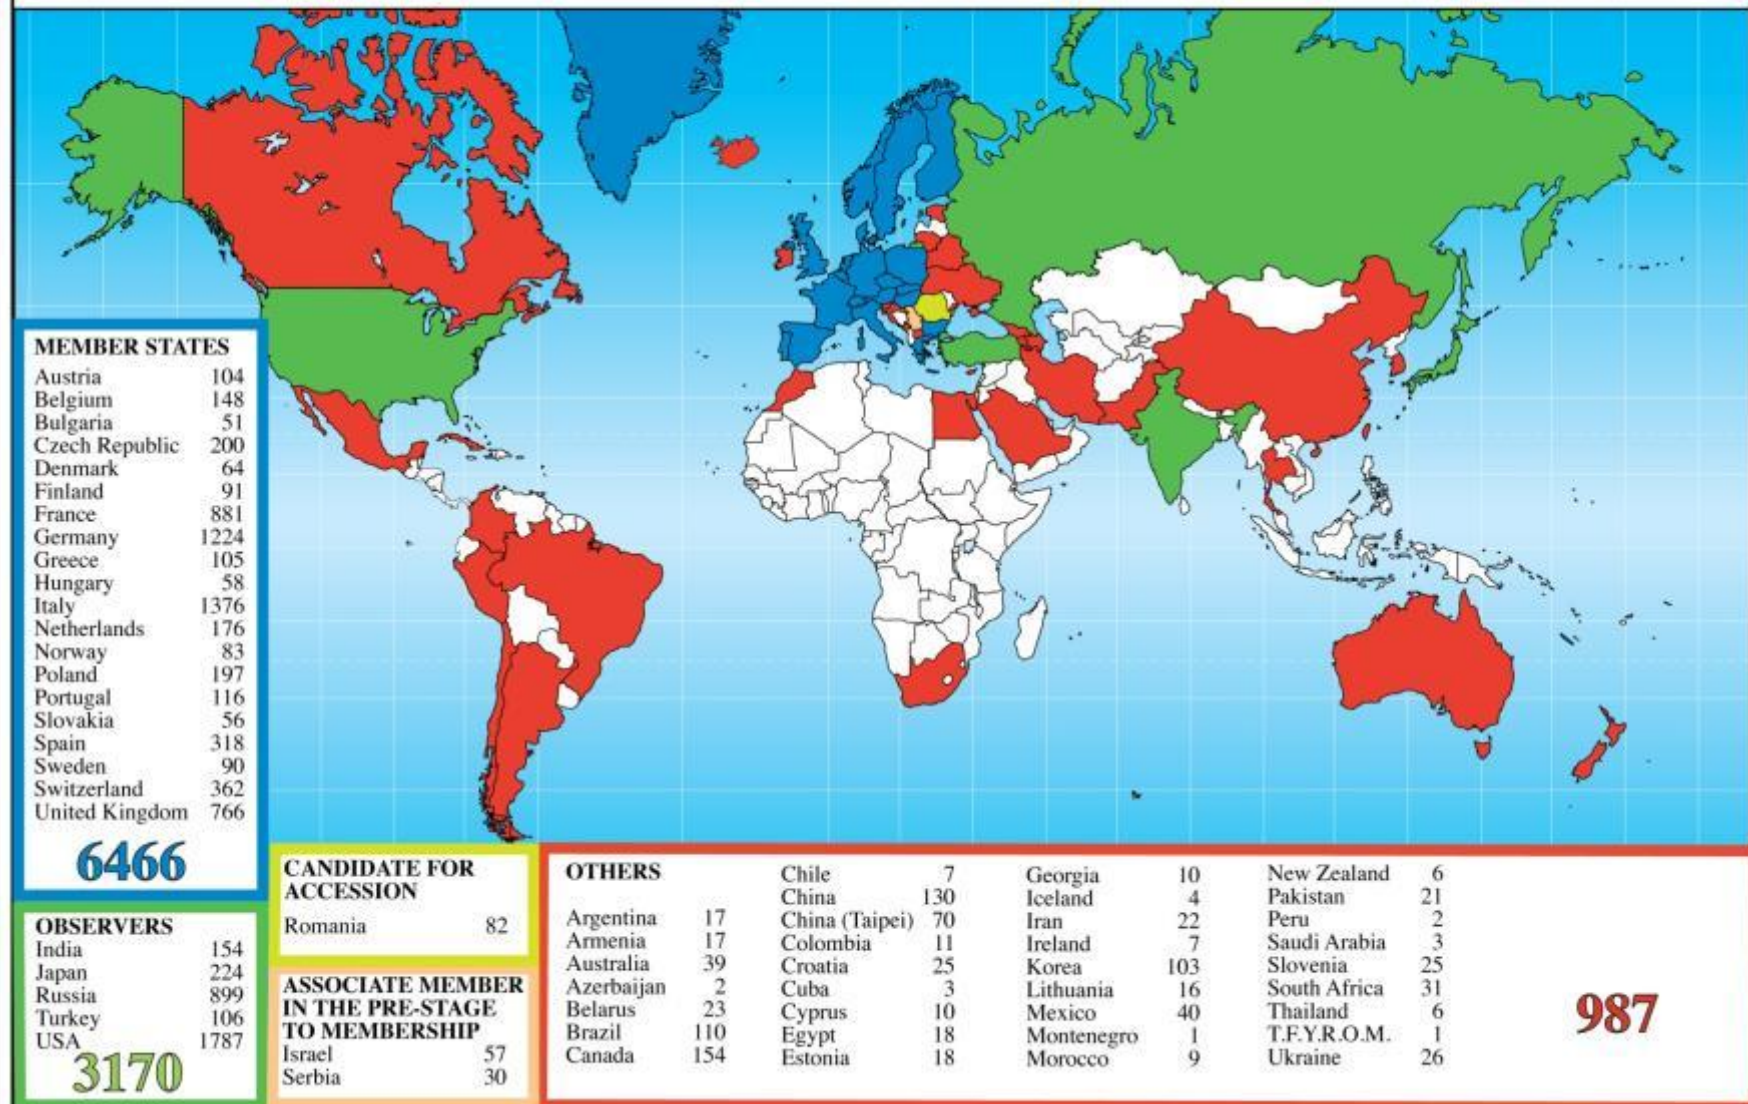 MEMBER STATES
Austria 104
Belgium 148
Bulgaria 51
Czech Republic 200
Denmark 64
Finland 91
France 881
Germany 1224
Greece 105
Hungary 58
Italy 1376
Netherlands 176
Norway 83
Poland 197
Portugal 116
Slovakia 56
Spain 318
Sweden 90
Switzerland 362
United Kingdom 766
6466
OBSERVERS
India 154
Japan 224
Russia 899
Turkey 106
USA 1787
3170
CANDIDATE FOR
ACCESSION
Romania 82
ASSOCIATE MEMBER
IN THE PRE-STAGE
TO MEMBERSHIP
Israel 57
Serbia 30
OTHERS
Argentina 17
Armenia 17
Australia 39
Azerbaijan 2
Belarus 23
Brazil 110
Canada 154
Chile 7
China 130
China (Taipei) 70
Colombia 11
Croatia 25
Cuba 3
Cyprus 10
Egypt 18
Estonia 18
Georgia 10
Iceland 4
Iran 22
Ireland 7
Korea 103
Lithuania 16
Mexico 40
Montenegro 1
Morocco 9
New Zealand 6
Pakistan 21
Peru 2
Saudi Arabia 3
Slovenia 25
South Africa 31
Thailand 6
T.F.Y.R.O.M. 1
Ukraine 26
987